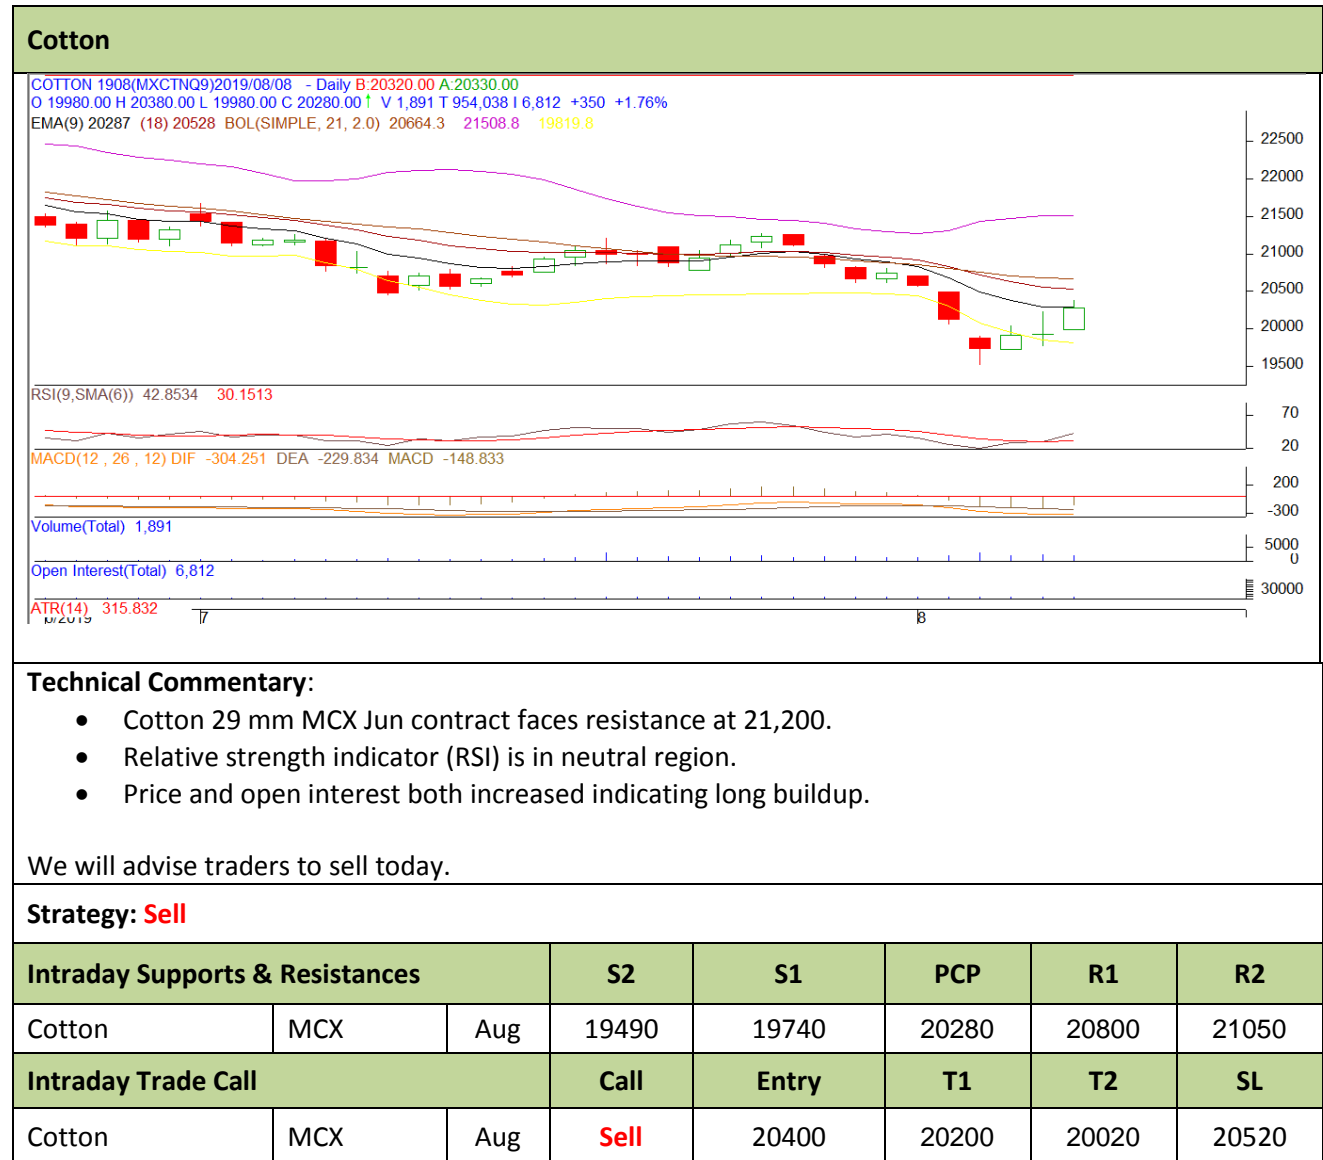 Cotton
COTTON 1908(MXCTNQ9)2019/08/08 - Daily B:20320.00 A:20330.00
O 19980.00 H 20380.00 L 19980.00 C 20280.00↑ V 1,891 T 954,038 I 6,812 +350 +1.76%
EMA(9) 20287 (18) 20528 BOL(SIMPLE, 21, 2.0) 20664.3 21508.8 19819.8
22500
22000
21500
21000
20500
20000
19500
RSI(9,SMA(6)) 42.8534 30.1513
70
20
MACD(12 , 26 , 12) DIF -304.251 DEA -229.834 MACD -148.833
200
-300
Volume(Total) 1,891
5000
0
Open Interest(Total) 6,812
30000
ATR(14) 315.832
6/2019 7 8
Technical Commentary:
• Cotton 29 mm MCX Jun contract faces resistance at 21,200.
• Relative strength indicator (RSI) is in neutral region.
• Price and open interest both increased indicating long buildup.
We will advise traders to sell today.
Strategy: Sell
Intraday Supports & Resistances S2 S1 PCP R1 R2
Cotton MCX Aug 19490 19740 20280 20800 21050
Intraday Trade Call Call Entry T1 T2 SL
Cotton MCX Aug Sell 20400 20200 20020 20520